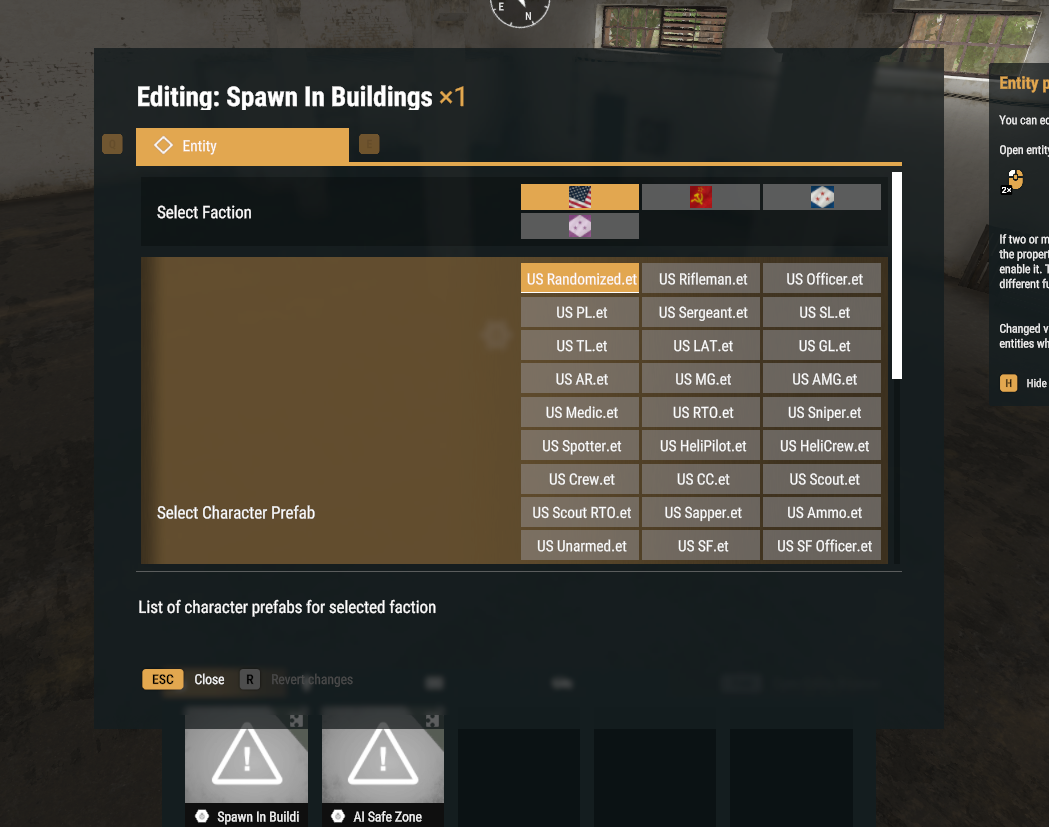 E
N
Editing: Spawn In Buildings ×1
Entity p
E
Entity
You can ed
Open entity
2×
Select Faction
If two or m
the propert
enable it. T
different fu
US Randomized.et US Rifleman.et US Officer.et
US PL.et US Sergeant.et US SL.et
Changed v
entities wh
US TL.et US LAT.et US GL.et
US AR.et US MG.et US AMG.et
H Hide
US Medic.et US RTO.et US Sniper.et
US Spotter.et US HeliPilot.et US HeliCrew.et
US Crew.et US CC.et US Scout.et
Select Character Prefab US Scout RTO.et US Sapper.et US Ammo.et
US Unarmed.et US SF.et US SF Officer.et
List of character prefabs for selected faction
ESC Close R Revert changes
Spawn In Buildi AI Safe Zone